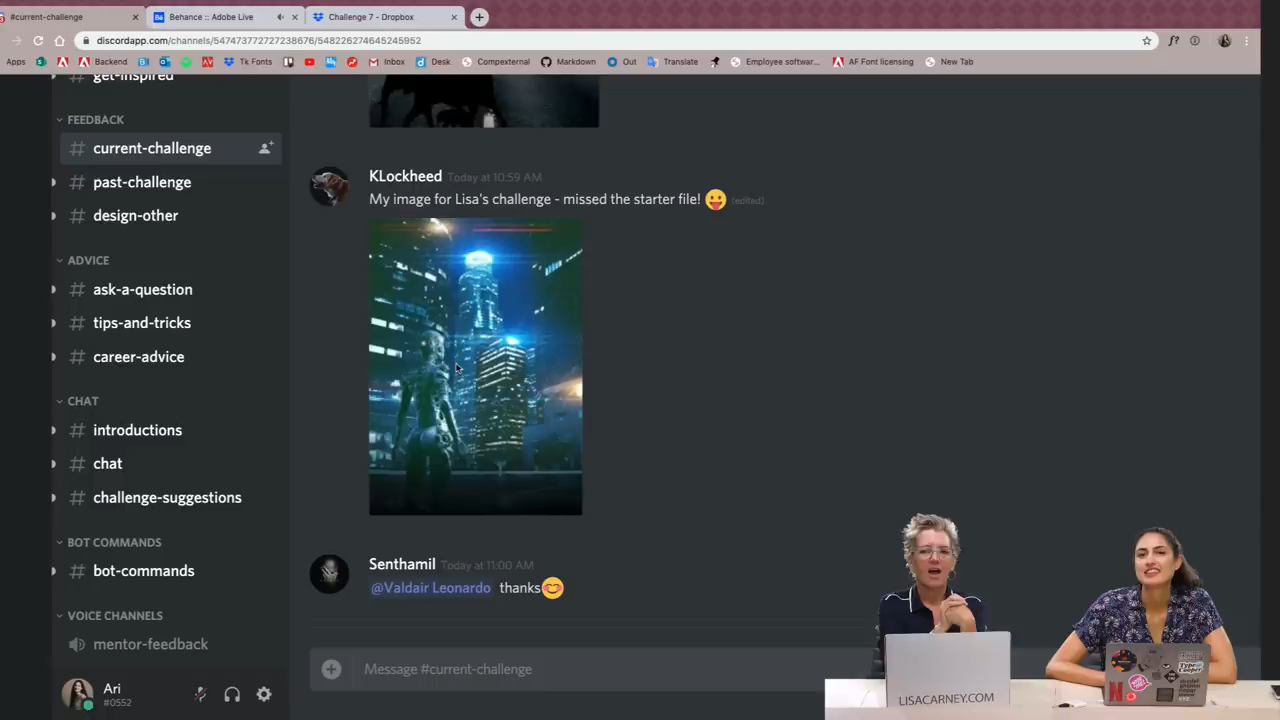 #current-challenge
Behance :: Adobe Live
Challenge 7 - Dropbox
discordapp.com/channels/547473772727238676/548226274645245952
Apps
Backend
Tk Fonts
Inbox
Desk
Compexternal
Markdown
Out
Translate
Employee softwar...
AF Font licensing
New Tab
get-inspired
FEEDBACK
current-challenge
past-challenge
design-other
ADVICE
ask-a-question
tips-and-tricks
career-advice
CHAT
introductions
chat
challenge-suggestions
BOT COMMANDS
bot-commands
VOICE CHANNELS
mentor-feedback
Ari
#0552
KLockheed Today at 10:59 AM
My image for Lisa's challenge - missed the starter file! (edited)
Senthamil Today at 11:00 AM
@Valdair Leonardo thanks
Message #current-challenge
LISACARNEY.COM